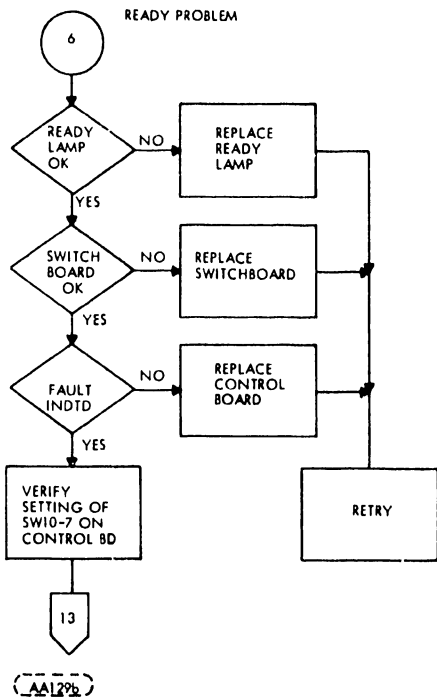 READY PROBLEM
6
READY
LAMP
OK
NO
REPLACE
READY
LAMP
YES
SWITCH
BOARD
OK
NO
REPLACE
SWITCHBOARD
YES
FAULT
INDTD
NO
REPLACE
CONTROL
BOARD
YES
VERIFY
SETTING OF
SW10-7 ON
CONTROL BD
RETRY
13
AA129b